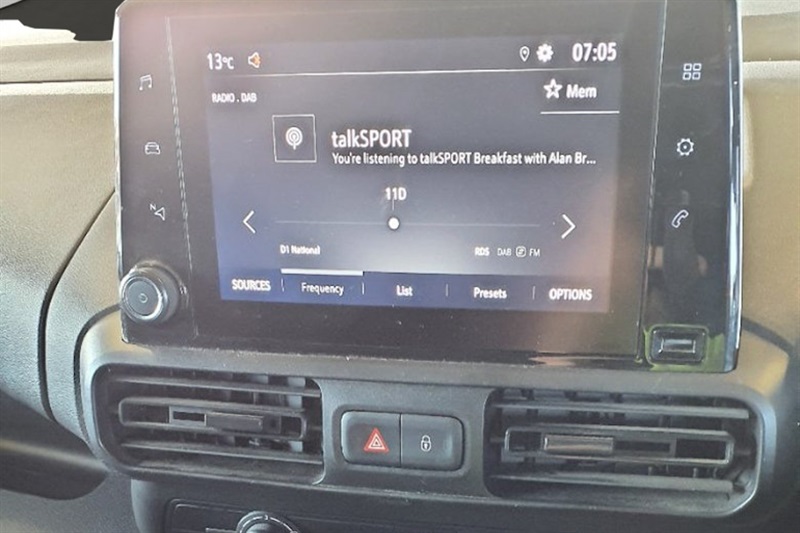 13°C 07:05
RADIO . DAB
Mem
talkSPORT
You're listening to talkSPORT Breakfast with Alan Br...
11D
D1 National RDS DAB FM
SOURCES Frequency List Presets OPTIONS
N